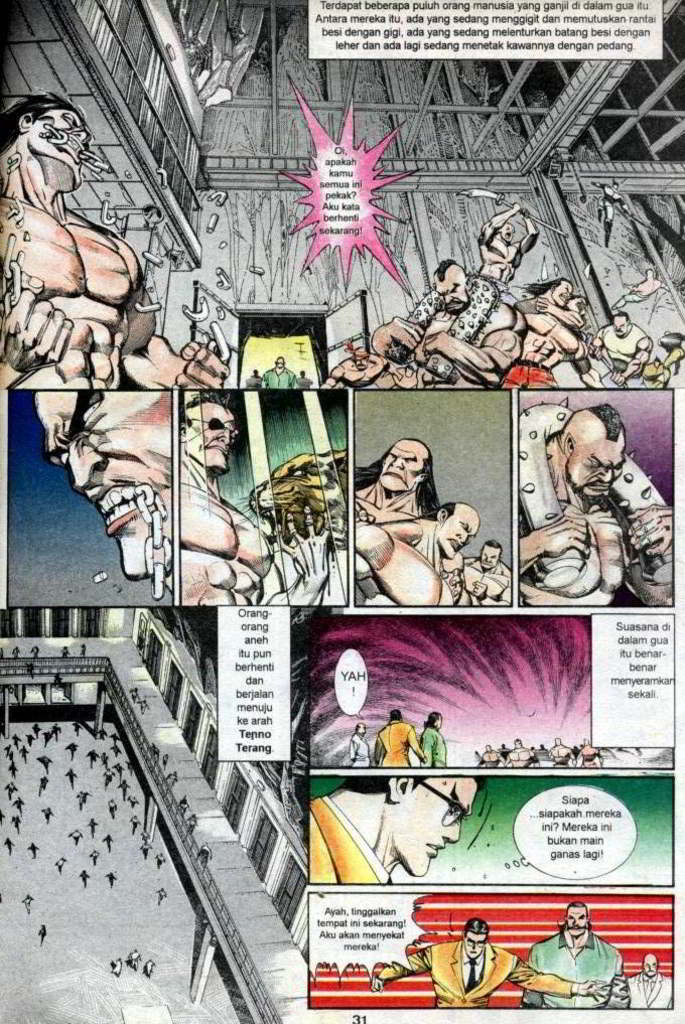 Terdapat beberapa puluh orang manusia yang ganjil di dalam gua itu.
Antara mereka itu, ada yang sedang menggigit dan memutuskan rantai
besi dengan gigi, ada yang sedang melenturkan batang besi dengan
leher dan ada lagi sedang menetak kawannya dengan pedang.
Oi,
apakah
kamu
semua ini
pekak?
Aku kata
berhenti
sekarang!
Orang-
orang
aneh
itu pun
berhenti
dan
berjalan
menuju
ke arah
Tenno
Terang.
YAH
!
Suasana di
dalam gua
itu benar-
benar
menyeramkan
sekali.
Siapa
...siapakah mereka
ini? Mereka ini
bukan main
ganas lagi!
Ayah, tinggalkan
tempat ini sekarang!
Aku akan menyekat
mereka!
31